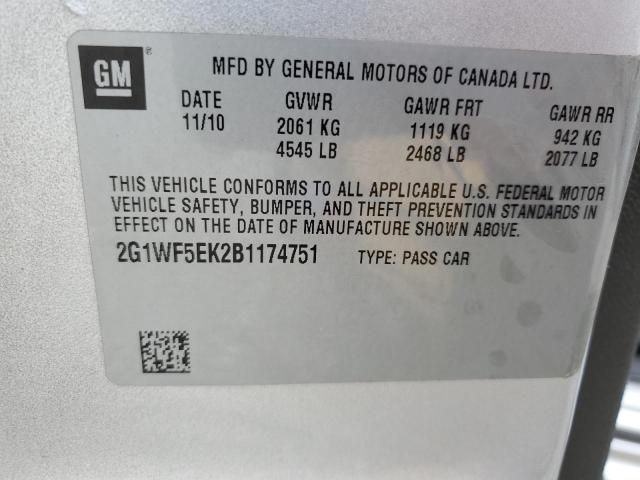 GM
®
MFD BY GENERAL MOTORS OF CANADA LTD.
DATE GVWR GAWR FRT GAWR RR
11/10 2061 KG 1119 KG 942 KG
4545 LB 2468 LB 2077 LB
THIS VEHICLE CONFORMS TO ALL APPLICABLE U.S. FEDERAL MOTOR
VEHICLE SAFETY, BUMPER, AND THEFT PREVENTION STANDARDS IN
EFFECT ON THE DATE OF MANUFACTURE SHOWN ABOVE.
2G1WF5EK2B1174751 TYPE: PASS CAR